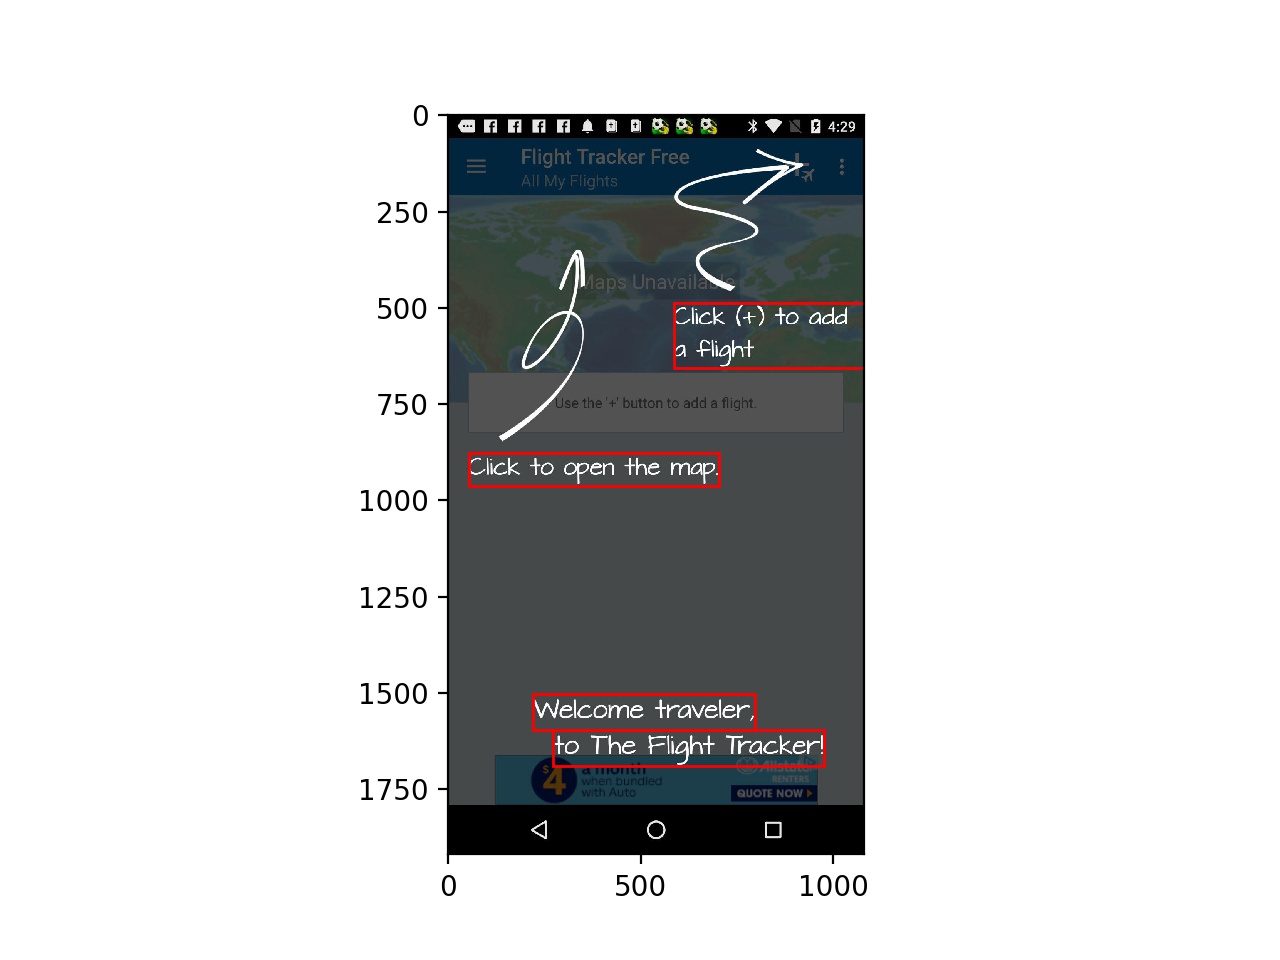 0
250
500
750
1000
1250
1500
1750
4:29
Flight Tracker Free
All My Flights
Maps Unavailable
Click (+) to add
a flight
Use the '+' button to add a flight.
Click to open the map.
Welcome traveler,
to The Flight Tracker!
$4 a month
when bundled
with Auto
Allstate
RENTERS
QUOTE NOW
0 500 1000